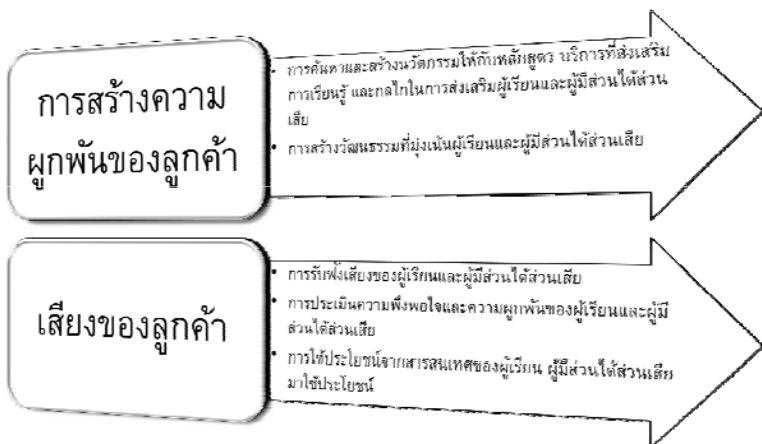 การสร้างความ
ผูกพันของลูกค้า
• การค้นหาและสร้างนวัตกรรมให้กับหลักสูตร บริการที่ส่งเสริม
การเรียนรู้ และกลไกในการส่งเสริมผู้เรียนและผู้มีส่วนได้ส่วน
เสีย
• การสร้างวัฒนธรรมที่มุ่งเน้นผู้เรียนและผู้มีส่วนได้ส่วนเสีย
เสียงของลูกค้า
• การรับฟังเสียงของผู้เรียนและผู้มีส่วนได้ส่วนเสีย
• การประเมินความพึงพอใจและความผูกพันของผู้เรียนและผู้มี
ส่วนได้ส่วนเสีย
• การใช้ประโยชน์จากสารสนเทศของผู้เรียน ผู้มีส่วนได้ส่วนเสีย
มาใช้ประโยชน์